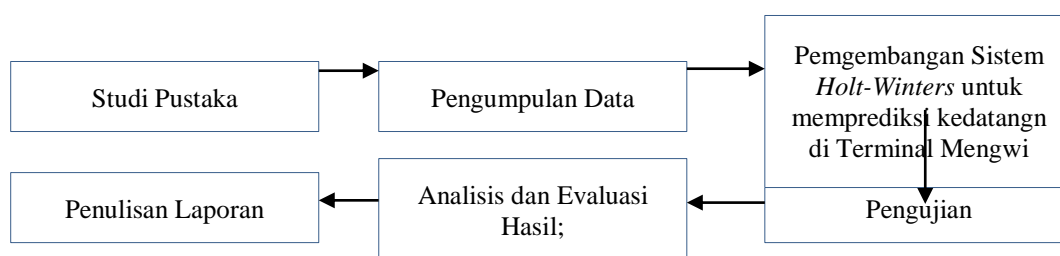 Studi Pustaka
Pengumpulan Data
Pemgembangan Sistem
Holt-Winters untuk
memprediksi kedatangn
di Terminal Mengwi
Pengujian
Analisis dan Evaluasi
Hasil;
Penulisan Laporan